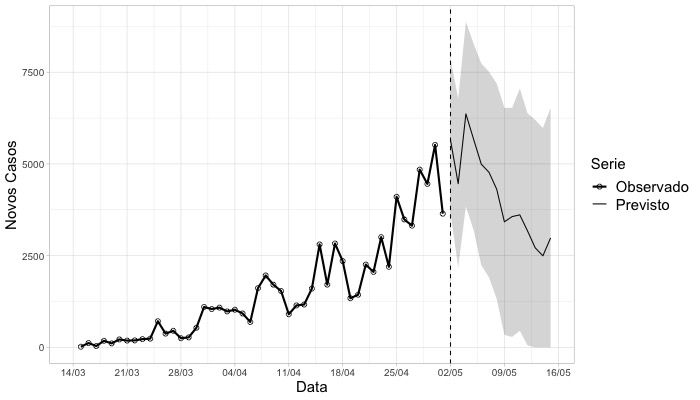 Novos Casos
7500
5000
2500
0
14/03 21/03 28/03 04/04 11/04 18/04 25/04 02/05 09/05 16/05
Data
Serie
Observado
Previsto